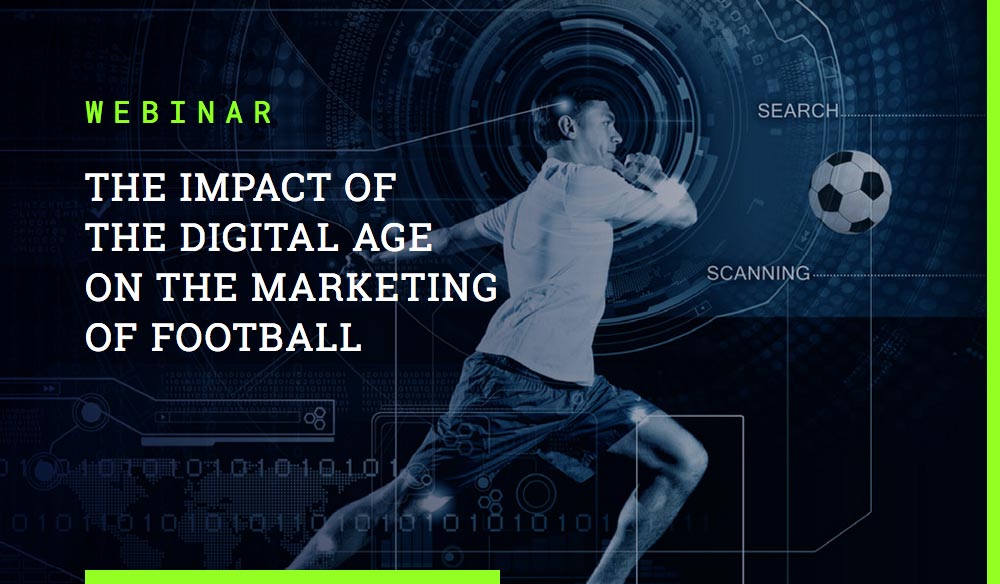 WEBINAR
THE IMPACT OF
THE DIGITAL AGE
ON THE MARKETING
OF FOOTBALL
SEARCH
SCANNING